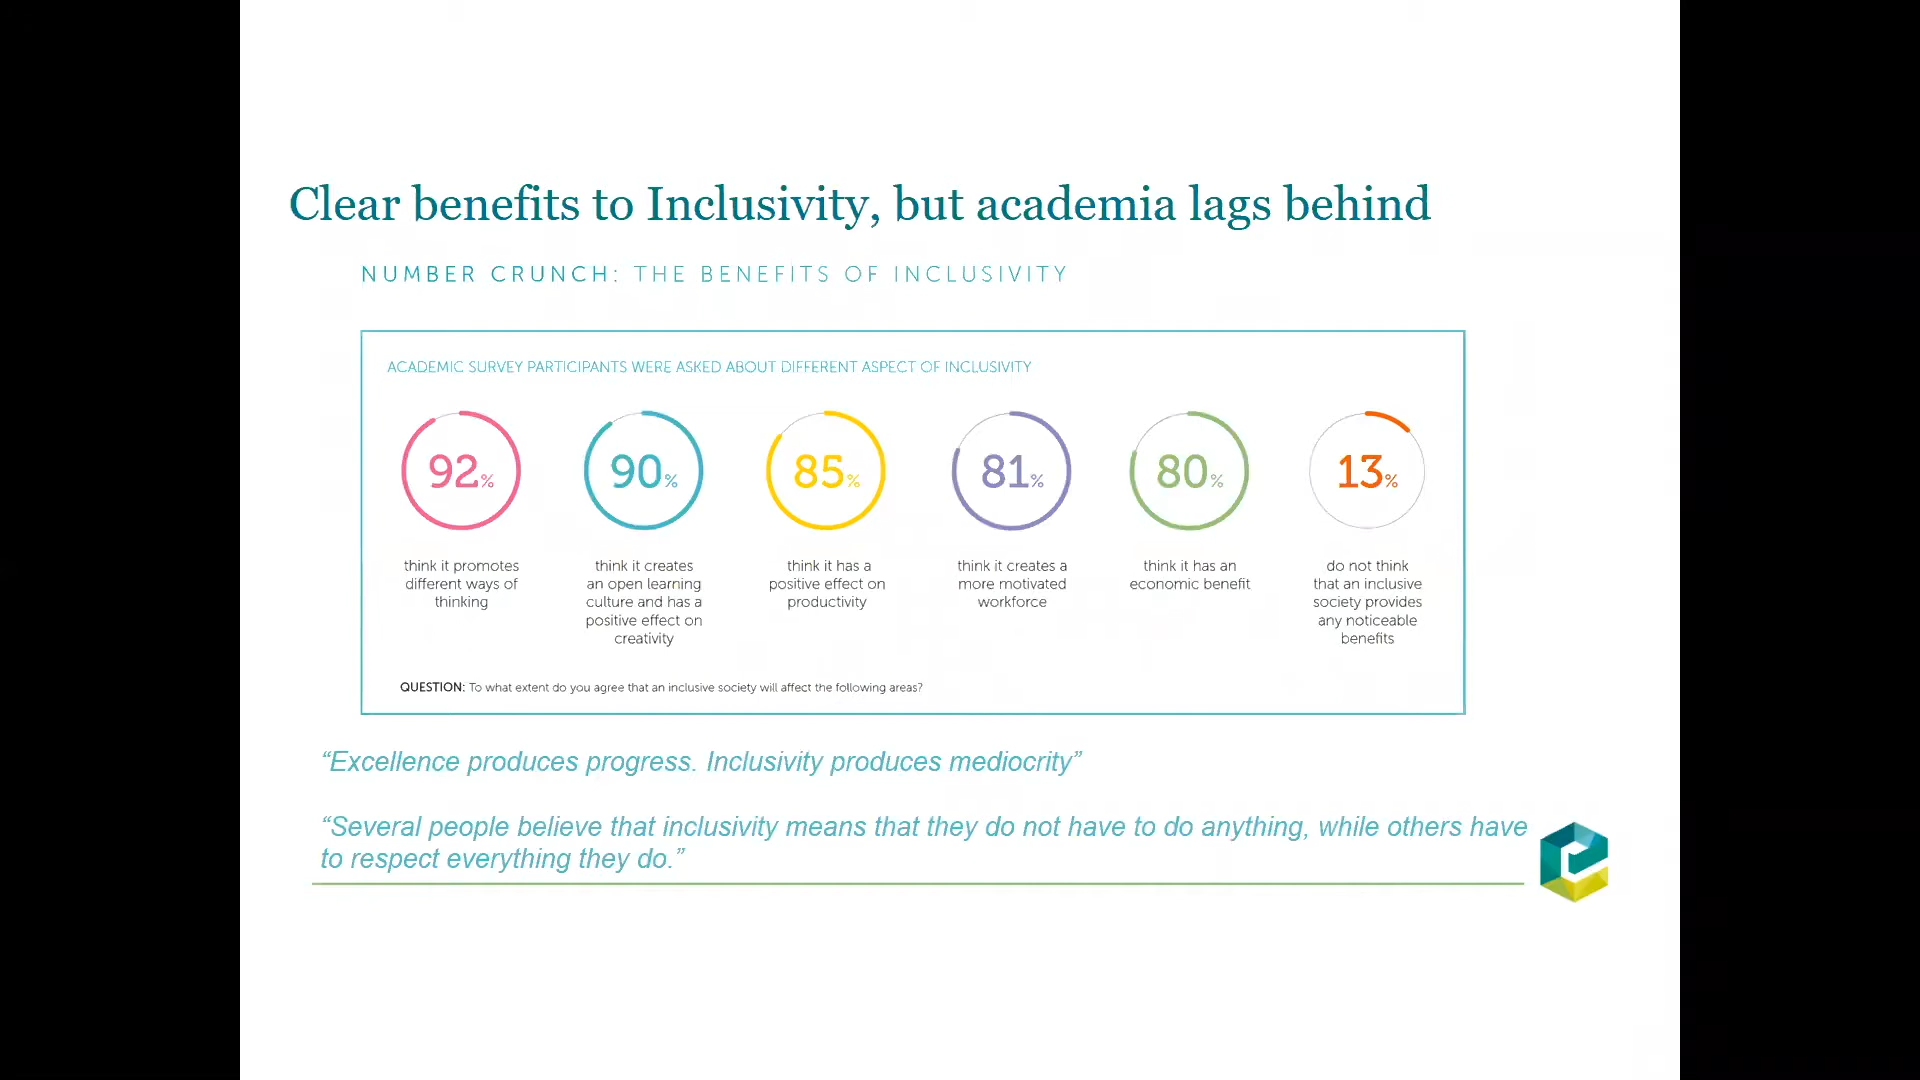 Clear benefits to Inclusivity, but academia lags behind
NUMBER CRUNCH: THE BENEFITS OF INCLUSIVITY
ACADEMIC SURVEY PARTICIPANTS WERE ASKED ABOUT DIFFERENT ASPECT OF INCLUSIVITY
92%
think it promotes
different ways of
thinking
90%
think it creates
an open learning
culture and has a
positive effect on
creativity
85%
think it has a
positive effect on
productivity
81%
think it creates a
more motivated
workforce
80%
think it has an
economic benefit
13%
do not think
that an inclusive
society provides
any noticeable
benefits
QUESTION: To what extent do you agree that an inclusive society will affect the following areas?
“Excellence produces progress. Inclusivity produces mediocrity”
“Several people believe that inclusivity means that they do not have to do anything, while others have
to respect everything they do.”